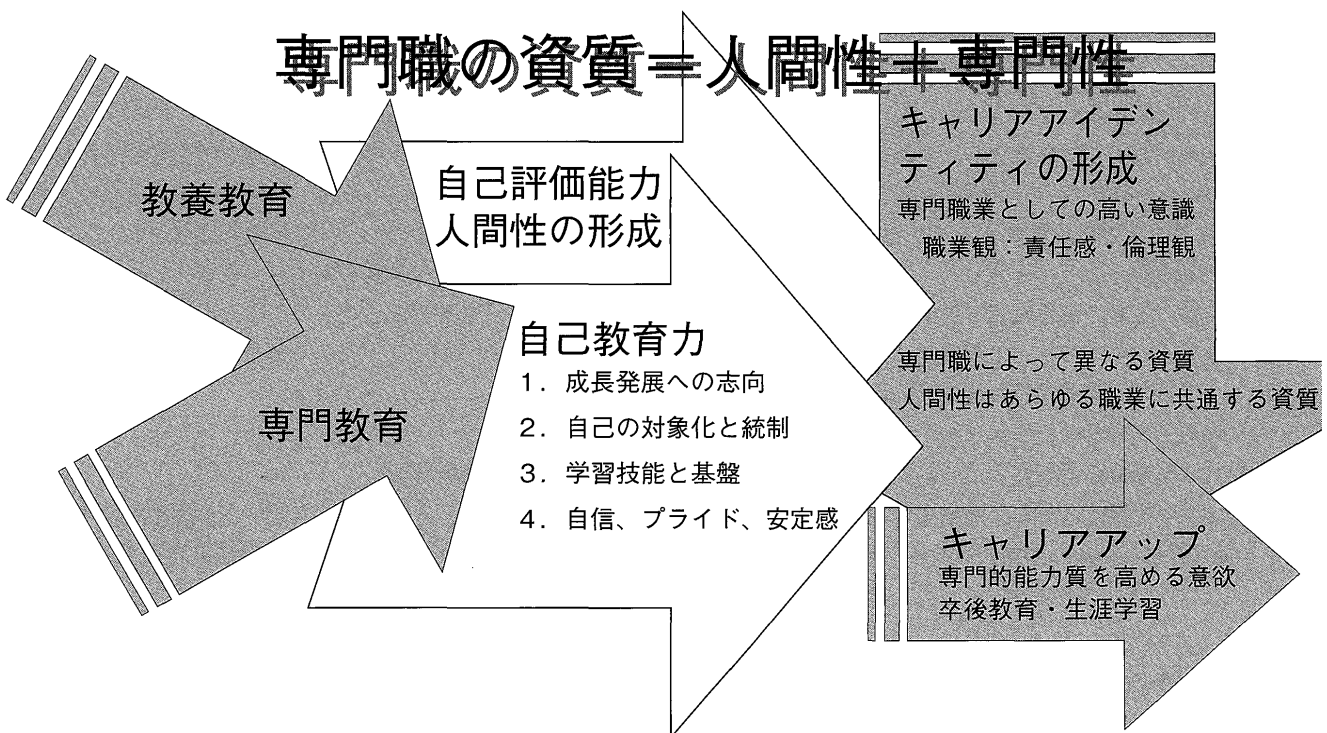 専門職の資質＝人間性＋専門性
教養教育
専門教育
自己評価能力
人間性の形成
自己教育力
1．成長発展への志向
2．自己の対象化と統制
3．学習技能と基盤
4．自信、プライド、安定感
キャリアアイデン
ティティの形成
専門職業としての高い意識
職業観：責任感・倫理観
専門職によって異なる資質
人間性はあらゆる職業に共通する資質
キャリアアップ
専門的能力質を高める意欲
卒後教育・生涯学習